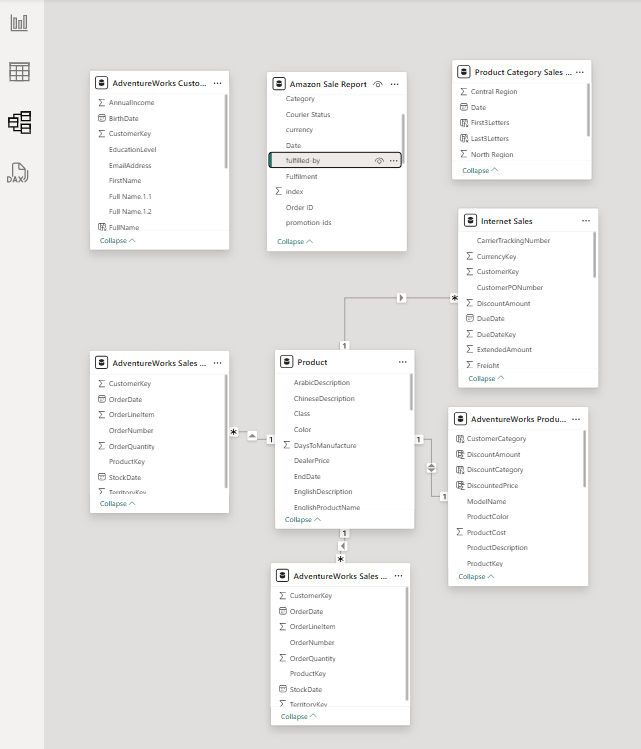 DAX
AdventureWorks Custo... ...
AnnualIncome
BirthDate
CustomerKey
EducationLevel
EmailAddress
FirstName
Full Name.1.1
Full Name.1.2
FullName
Collapse
Amazon Sale Report ...
Category
Courier Status
currency
Date
fulfilled-by ...
Fulfilment
index
Order ID
promotion-ids
Collapse
Product Category Sales ... ...
Central Region
Date
First3Letters
Last3Letters
North Region
Collapse
Internet Sales ...
CarrierTrackingNumber
CurrencyKey
CustomerKey
CustomerPONumber
DiscountAmount
DueDate
DueDateKey
ExtendedAmount
Freight
Collapse
AdventureWorks Sales ... ...
CustomerKey
OrderDate
OrderLineItem
OrderNumber
OrderQuantity
ProductKey
StockDate
TerritoryKey
Collapse
Product ...
ArabicDescription
ChineseDescription
Class
Color
DaysToManufacture
DealerPrice
EndDate
EnglishDescription
EnglishProductName
Collapse
AdventureWorks Produ... ...
CustomerCategory
DiscountAmount
DiscountCategory
DiscountedPrice
ModelName
ProductColor
ProductCost
ProductDescription
ProductKey
Collapse
AdventureWorks Sales ... ...
CustomerKey
OrderDate
OrderLineItem
OrderNumber
OrderQuantity
ProductKey
StockDate
TerritoryKey
Collapse
1
*
*
1
1
1
1
*